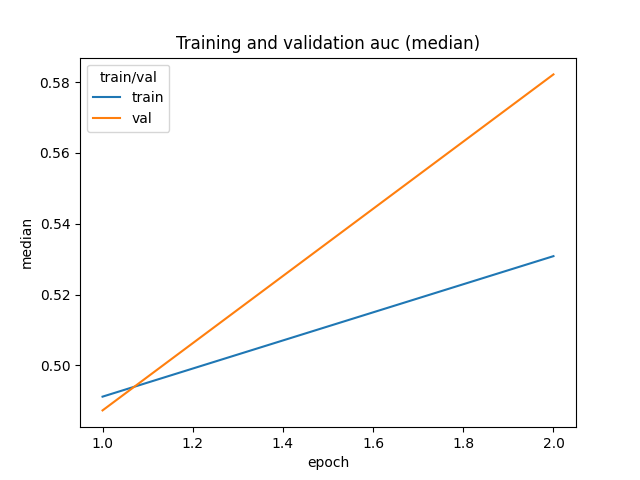 Training and validation auc (median)
train/val
train
val
0.58
0.56
0.54
0.52
0.50
median
1.0 1.2 1.4 1.6 1.8 2.0
epoch